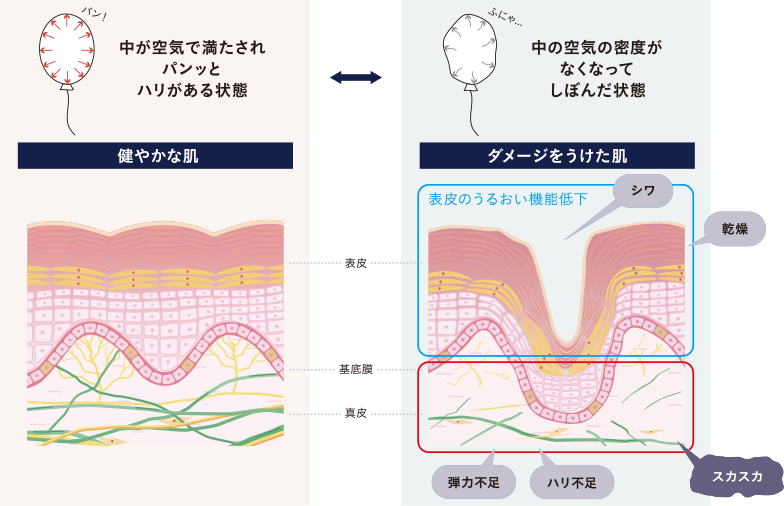 パン!
中が空気で満たされ
パンッと
ハリがある状態
健やかな肌
ふにゃ…
中の空気の密度が
なくなって
しぼんだ状態
ダメージをうけた肌
表皮のうるおい機能低下
シワ
乾燥
表皮
基底膜
真皮
弾力不足
ハリ不足
スカスカ